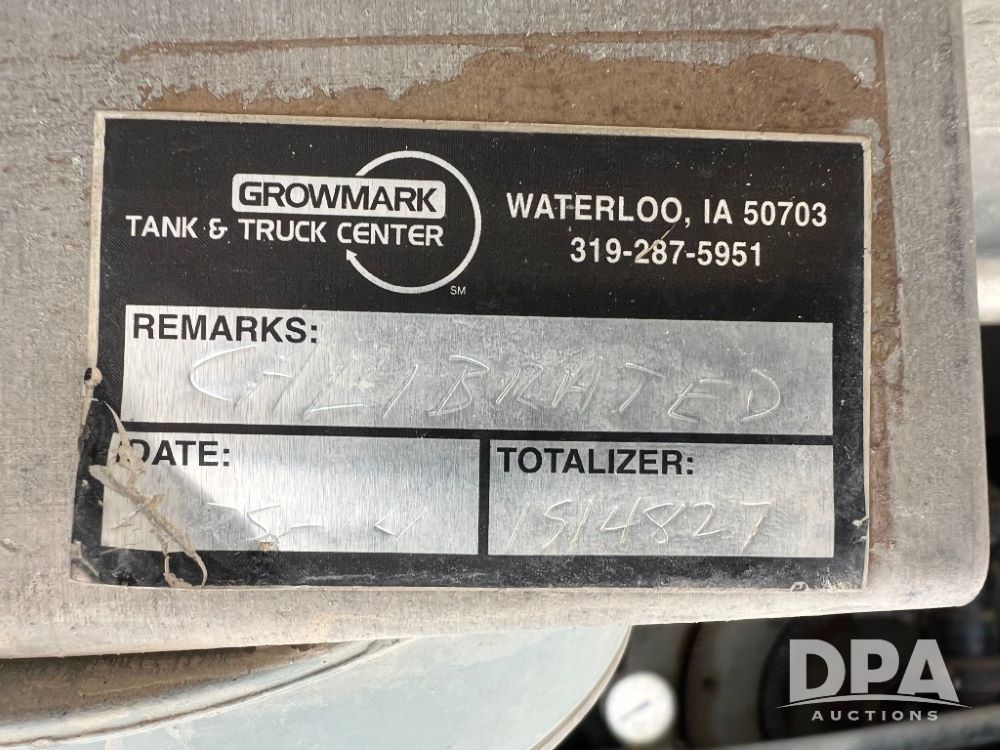 GROWMARK
TANK & TRUCK CENTER
SM
WATERLOO, IA 50703
319-287-5951
REMARKS:
CALIBRATED
DATE:
TOTALIZER:
1514827
DPA
AUCTIONS